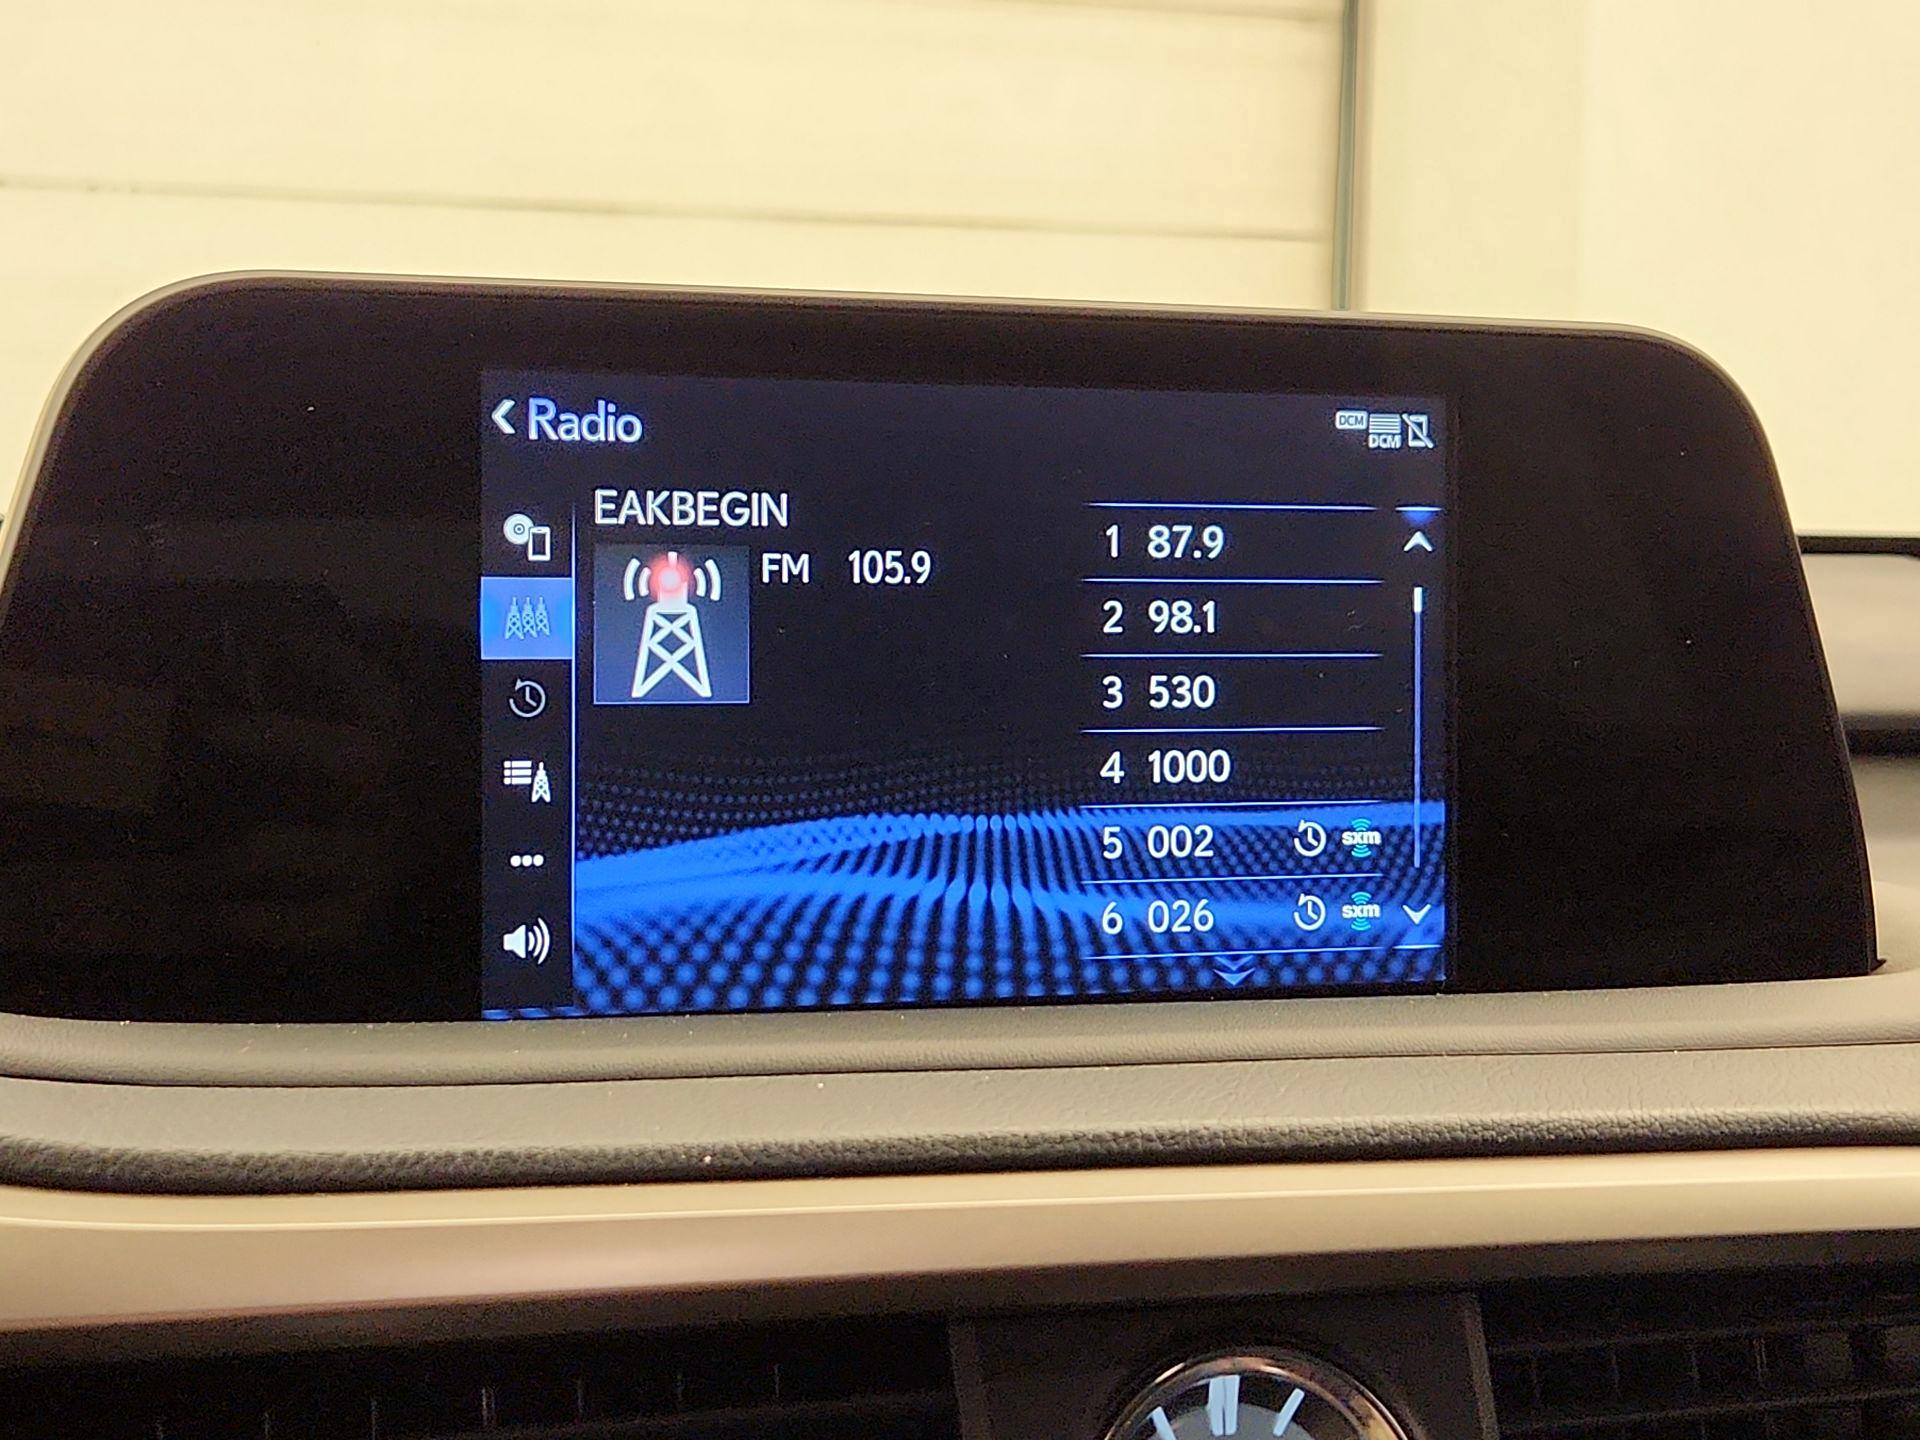 Radio
DCM DCM
EAKBEGIN
FM 105.9
1 87.9
2 98.1
3 530
4 1000
5 002 sxm
6 026 sxm